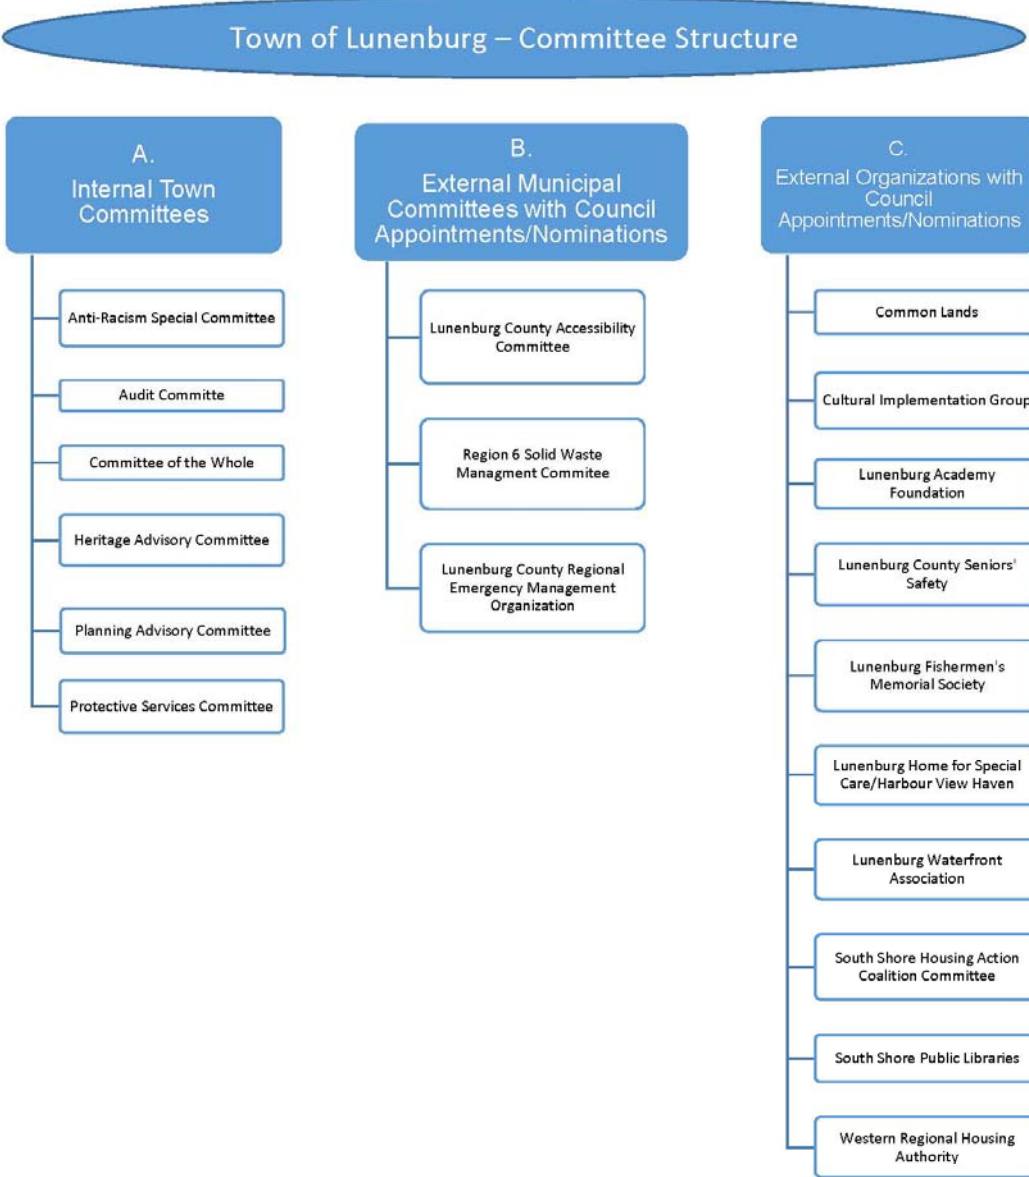 Town of Lunenburg – Committee Structure
A.
Internal Town
Committees
Anti-Racism Special Committee
Audit Committe
Committee of the Whole
Heritage Advisory Committee
Planning Advisory Committee
Protective Services Committee
B.
External Municipal
Committees with Council
Appointments/Nominations
Lunenburg County Accessibility
Committee
Region 6 Solid Waste
Managment Commitee
Lunenburg County Regional
Emergency Management
Organization
C.
External Organizations with
Council
Appointments/Nominations
Common Lands
Cultural Implementation Group
Lunenburg Academy
Foundation
Lunenburg County Seniors'
Safety
Lunenburg Fishermen's
Memorial Society
Lunenburg Home for Special
Care/Harbour View Haven
Lunenburg Waterfront
Association
South Shore Housing Action
Coalition Committee
South Shore Public Libraries
Western Regional Housing
Authority